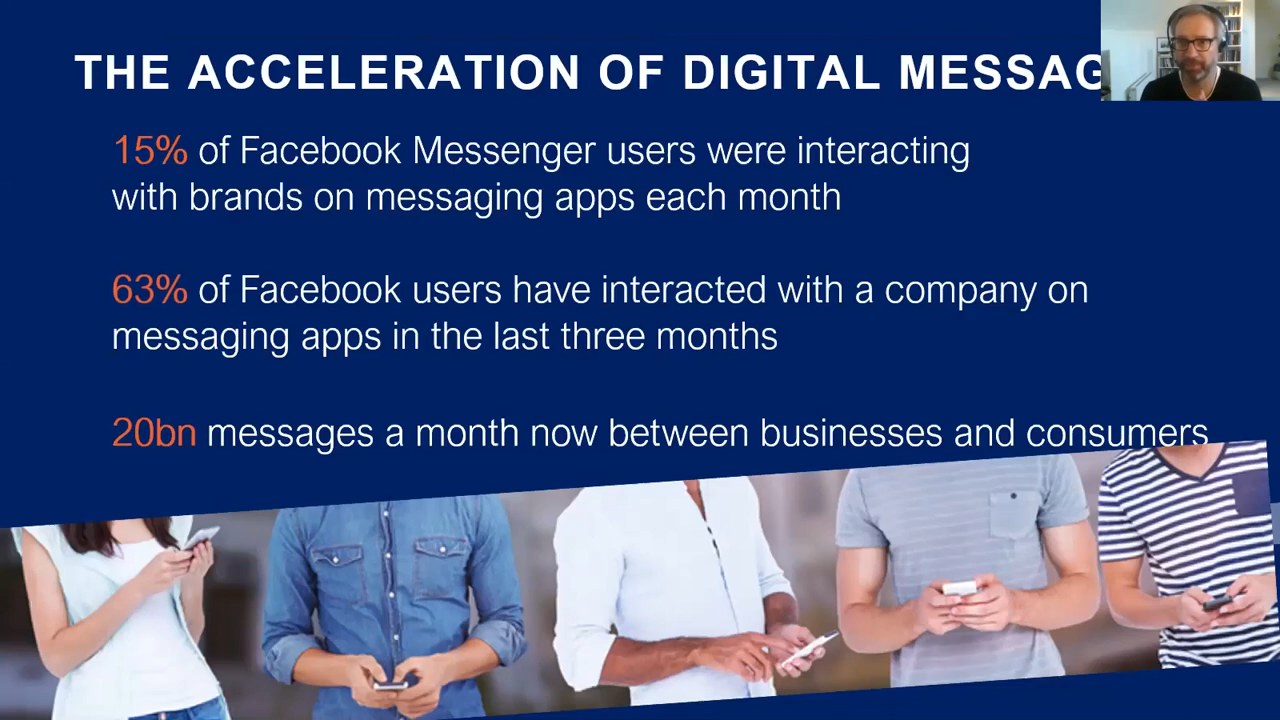 THE ACCELERATION OF DIGITAL
15% of Facebook Messenger users were interacting
with brands on messaging apps each month
63% of Facebook users have interacted with a company on
messaging apps in the last three months
20bn messages a month now between businesses and consumers